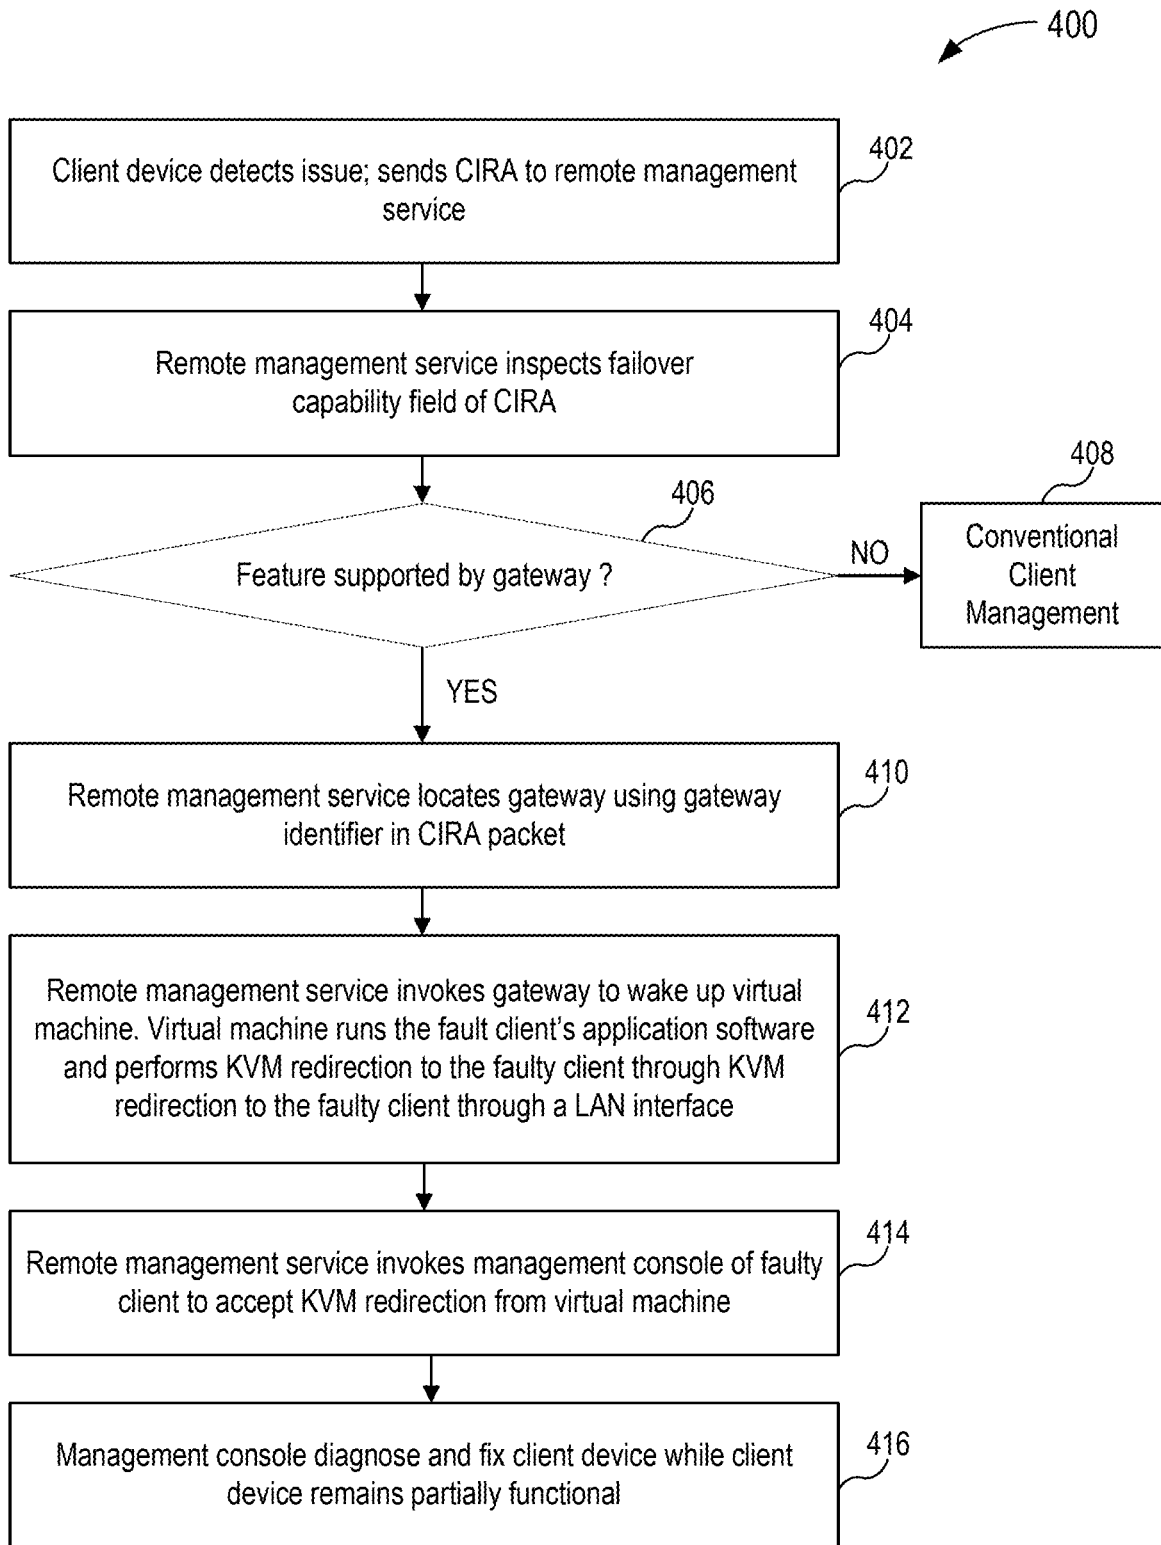 400
Client device detects issue; sends CIRA to remote management
service
402
Remote management service inspects failover
capability field of CIRA
404
Feature supported by gateway ?
406
NO
408
Conventional
Client
Management
YES
Remote management service locates gateway using gateway
identifier in CIRA packet
410
Remote management service invokes gateway to wake up virtual
machine. Virtual machine runs the fault client's application software
and performs KVM redirection to the faulty client through KVM
redirection to the faulty client through a LAN interface
412
Remote management service invokes management console of faulty
client to accept KVM redirection from virtual machine
414
Management console diagnose and fix client device while client
device remains partially functional
416